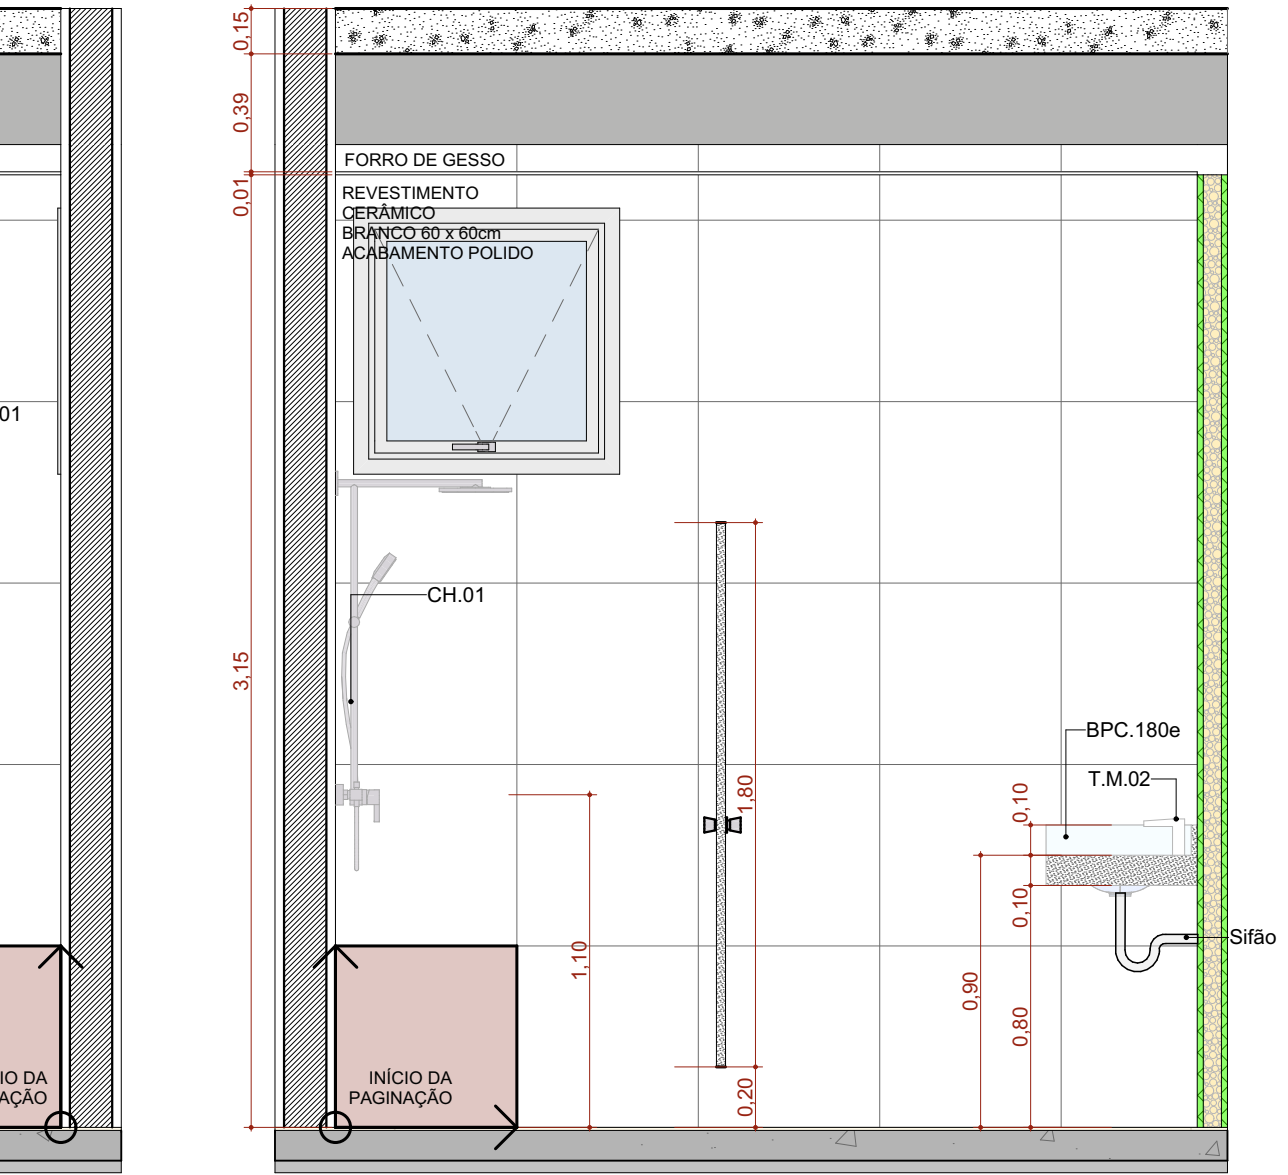 0,15
0,39
FORRO DE GESSO
0,01
REVESTIMENTO
CERÂMICO
BRANCO 60 x 60cm
ACABAMENTO POLIDO
01
CH.01
3,15
BPC.180e
T.M.02
1,80
0,10
0,10
Sifão
1,10
0,90
0,80
IO DA
AÇÃO
INÍCIO DA
PAGINAÇÃO
0,20